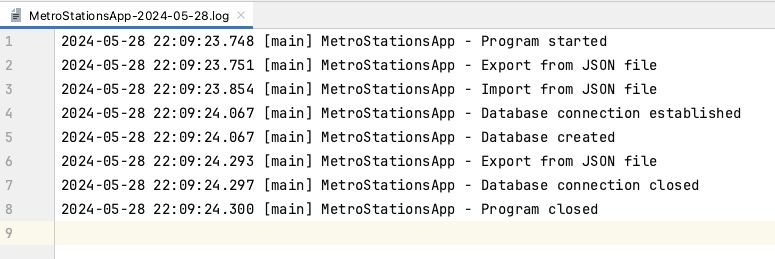 MetroStationsApp-2024-05-28.log
1 2024-05-28 22:09:23.748 [main] MetroStationsApp - Program started
2 2024-05-28 22:09:23.751 [main] MetroStationsApp - Export from JSON file
3 2024-05-28 22:09:23.854 [main] MetroStationsApp - Import from JSON file
4 2024-05-28 22:09:24.067 [main] MetroStationsApp - Database connection established
5 2024-05-28 22:09:24.067 [main] MetroStationsApp - Database created
6 2024-05-28 22:09:24.293 [main] MetroStationsApp - Export from JSON file
7 2024-05-28 22:09:24.297 [main] MetroStationsApp - Database connection closed
8 2024-05-28 22:09:24.300 [main] MetroStationsApp - Program closed
9